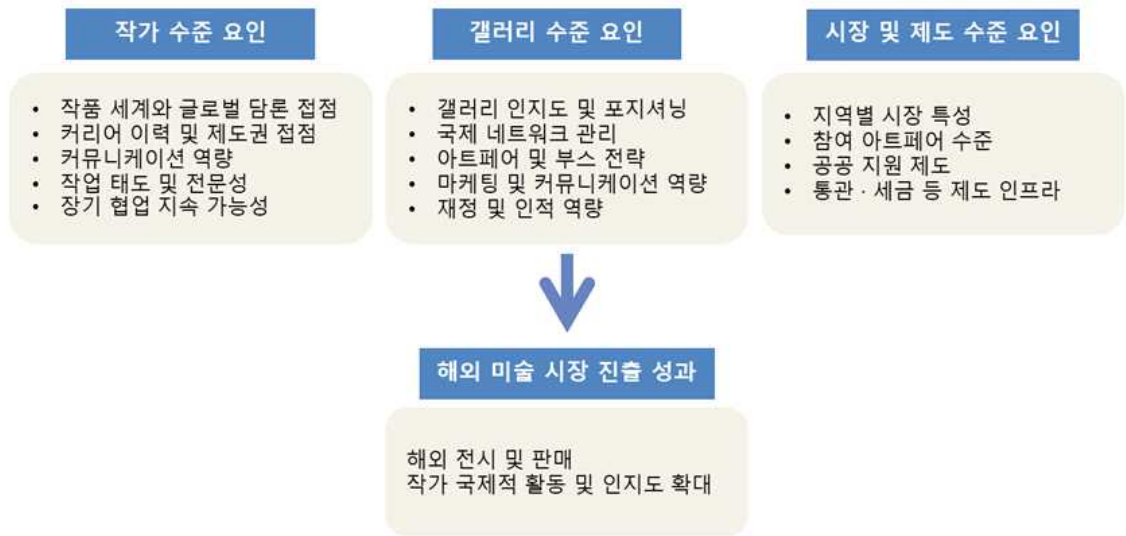 작가 수준 요인
• 작품 세계와 글로벌 담론 접점
• 커리어 이력 및 제도권 접점
• 커뮤니케이션 역량
• 작업 태도 및 전문성
• 장기 협업 지속 가능성
갤러리 수준 요인
• 갤러리 인지도 및 포지셔닝
• 국제 네트워크 관리
• 아트페어 및 부스 전략
• 마케팅 및 커뮤니케이션 역량
• 재정 및 인적 역량
시장 및 제도 수준 요인
• 지역별 시장 특성
• 참여 아트페어 수준
• 공공 지원 제도
• 통관 · 세금 등 제도 인프라
해외 미술 시장 진출 성과
해외 전시 및 판매
작가 국제적 활동 및 인지도 확대